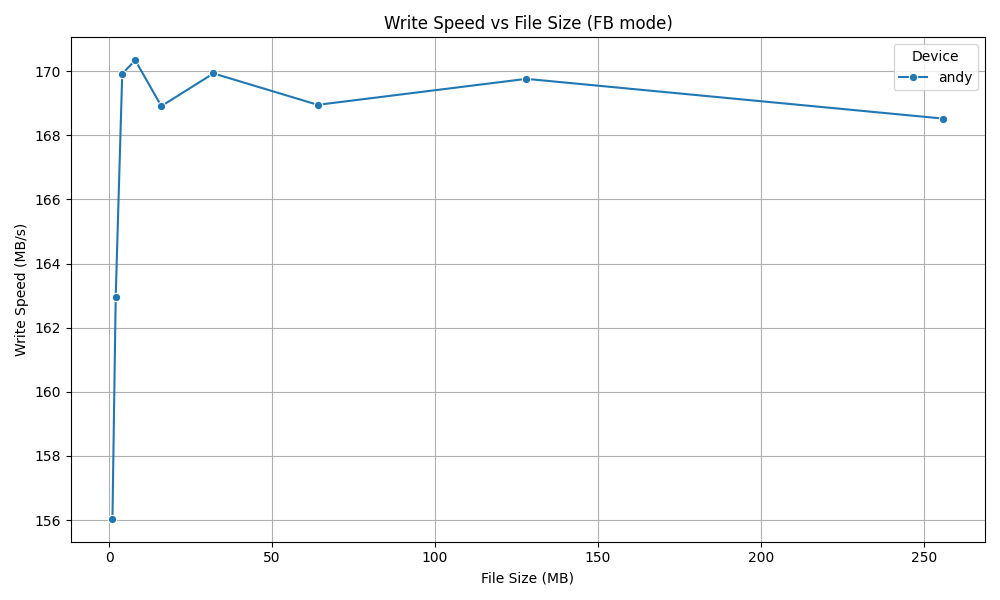 Write Speed vs File Size (FB mode)
Device
andy
170
168
166
164
162
160
158
156
Write Speed (MB/s)
0 50 100 150 200 250
File Size (MB)